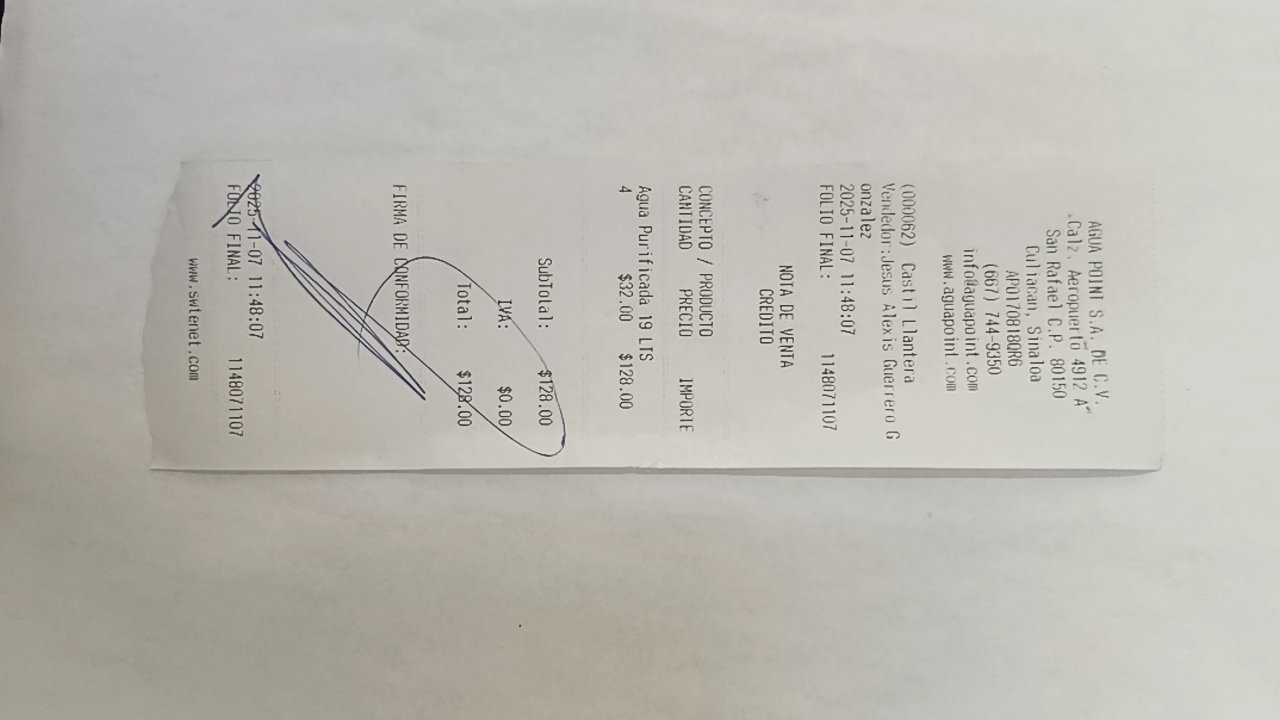 AGUA POINT S.A. DE C.V.
.Calz. Aeropuerto 4912 A
San Rafael C.P. 80150
Culiacan, Sinaloa
APO170818QR6
(667) 744-9350
info@aguapoint.com
www.aguapoint.com
(000062) Castil Llantera
Vendedor:Jesus Alexis Guerrero G
onzalez
2025-11-07 11:48:07
FOLIO FINAL: 1148071107
NOTA DE VENTA
CREDITO
CONCEPTO / PRODUCTO
CANTIDAD PRECIO IMPORTE
Agua Purificada 19 LTS
4 $32.00 $128.00
SubTotal: $128.00
IVA: $0.00
Total: $128.00
FIRMA DE CONFORMIDAD:
2025-11-07 11:48:07
FOLIO FINAL: 1148071107
www.swtenet.com